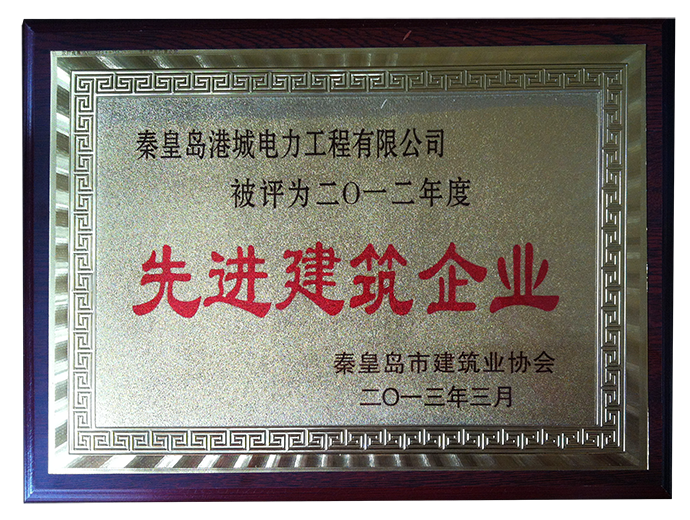 秦皇岛港城电力工程有限公司
被评为二〇一二年度
先进建筑企业
秦皇岛市建筑业协会
二〇一三年三月